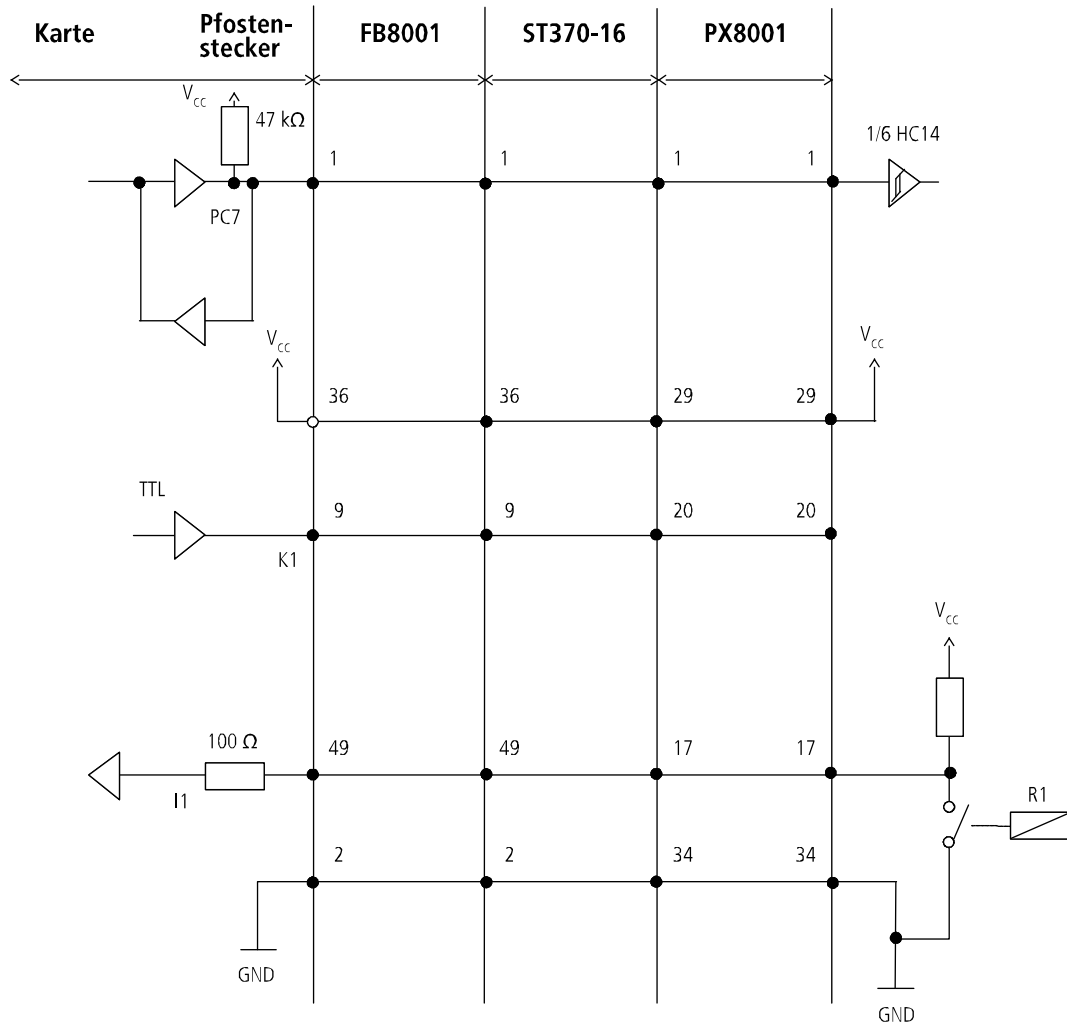 Karte
Pfosten-
stecker
FB8001
ST370-16
PX8001
VCC
47 kΩ
1/6 HC14
1
1
1
1
PC7
VCC
VCC
36
36
29
29
TTL
9
9
20
20
K1
VCC
100 Ω
49
49
17
17
I1
R1
2
2
34
34
GND
GND